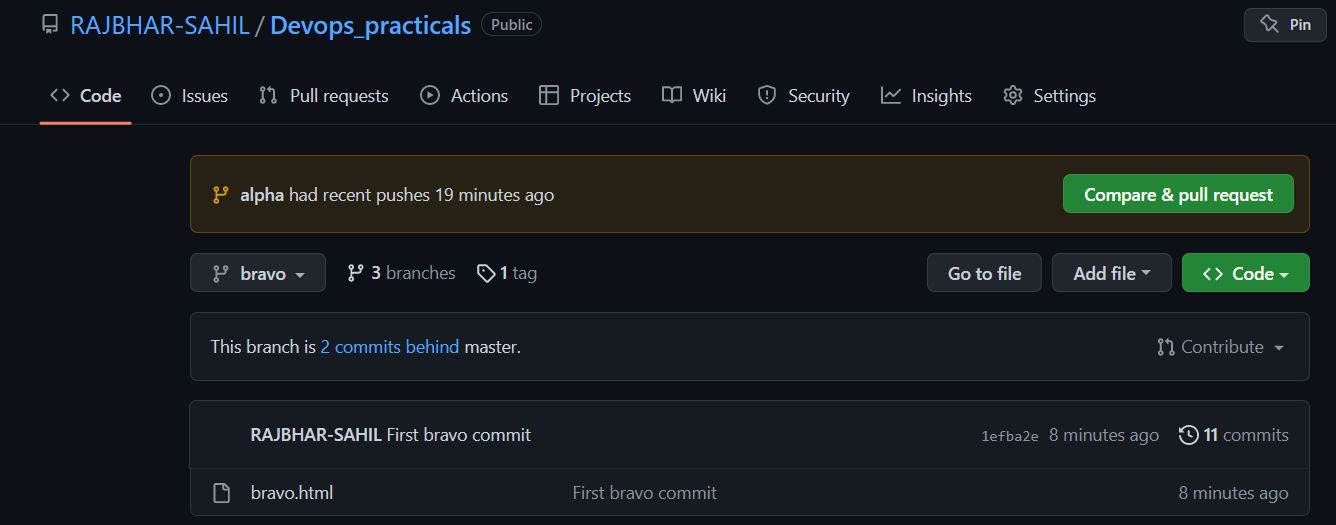 RAJBHAR-SAHIL / Devops_practicals Public Pin
Code Issues Pull requests Actions Projects Wiki Security Insights Settings
alpha had recent pushes 19 minutes ago Compare & pull request
bravo 3 branches 1 tag Go to file Add file Code
This branch is 2 commits behind master. Contribute
RAJBHAR-SAHIL First bravo commit 1efba2e 8 minutes ago 11 commits
bravo.html First bravo commit 8 minutes ago